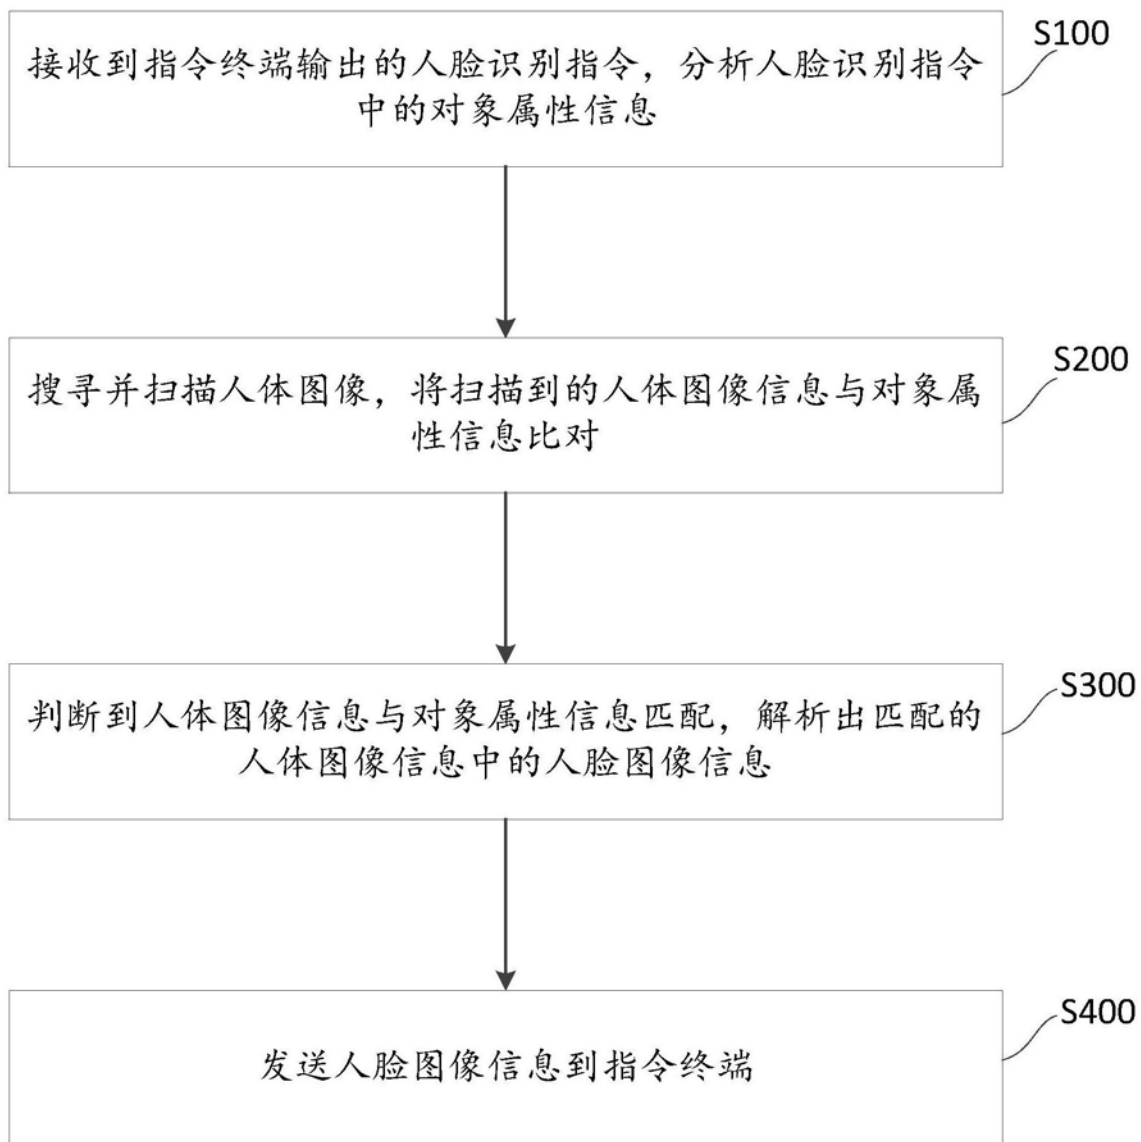 S100
接收到指令终端输出的人脸识别指令，分析人脸识别指令
中的对象属性信息
S200
搜寻并扫描人体图像，将扫描到的人体图像信息与对象属
性信息比对
S300
判断到人体图像信息与对象属性信息匹配，解析出匹配的
人体图像信息中的人脸图像信息
S400
发送人脸图像信息到指令终端